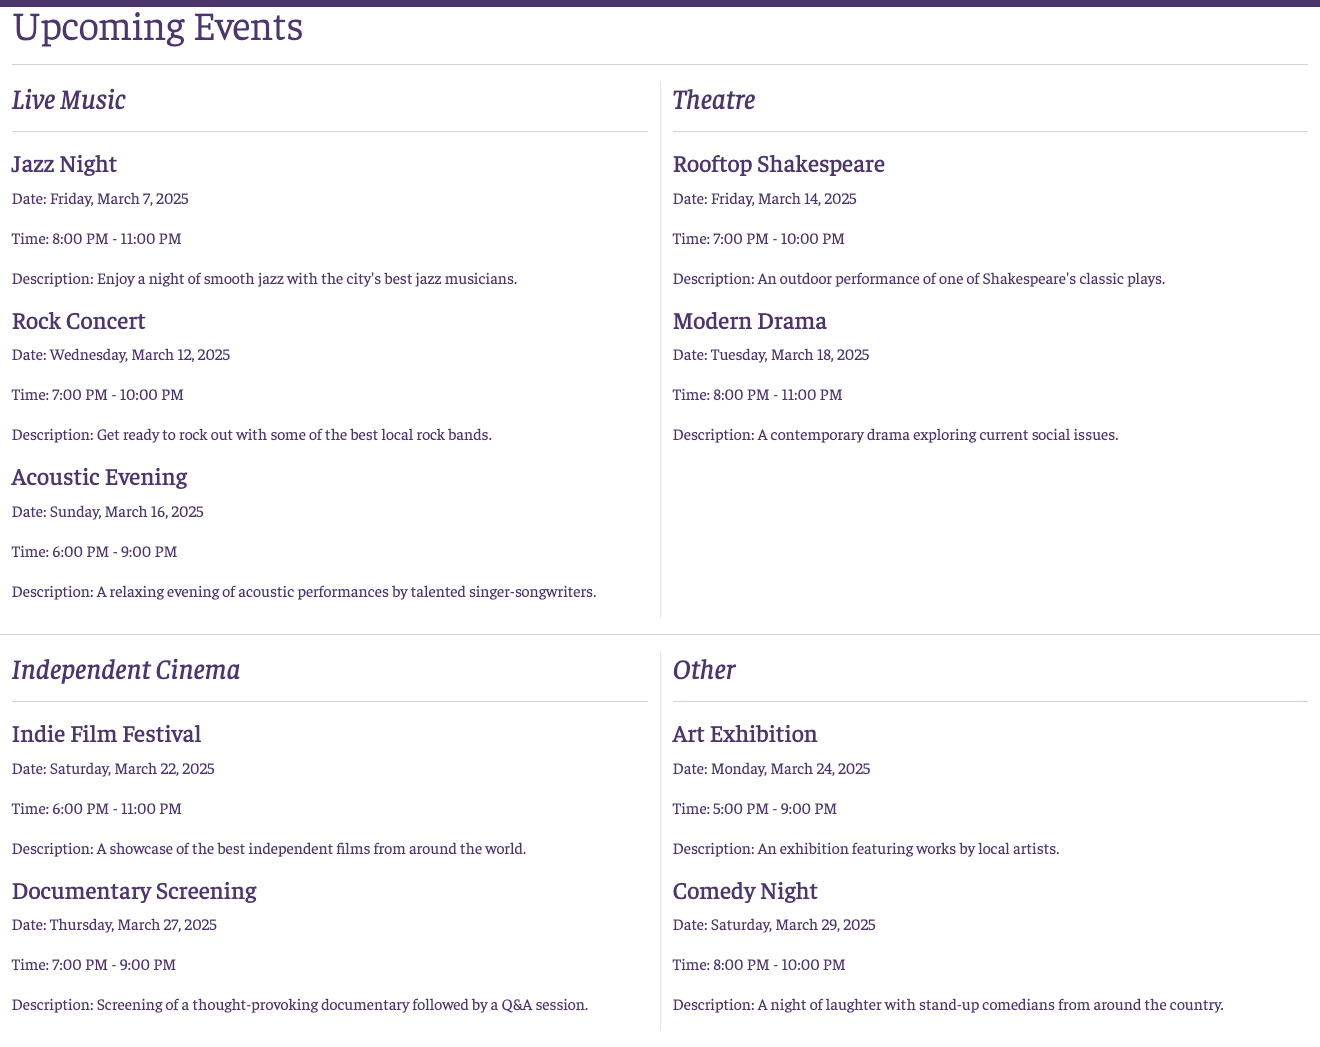 Upcoming Events
Live Music
Jazz Night
Date: Friday, March 7, 2025
Time: 8:00 PM - 11:00 PM
Description: Enjoy a night of smooth jazz with the city's best jazz musicians.
Rock Concert
Date: Wednesday, March 12, 2025
Time: 7:00 PM - 10:00 PM
Description: Get ready to rock out with some of the best local rock bands.
Acoustic Evening
Date: Sunday, March 16, 2025
Time: 6:00 PM - 9:00 PM
Description: A relaxing evening of acoustic performances by talented singer-songwriters.
Theatre
Rooftop Shakespeare
Date: Friday, March 14, 2025
Time: 7:00 PM - 10:00 PM
Description: An outdoor performance of one of Shakespeare's classic plays.
Modern Drama
Date: Tuesday, March 18, 2025
Time: 8:00 PM - 11:00 PM
Description: A contemporary drama exploring current social issues.
Independent Cinema
Indie Film Festival
Date: Saturday, March 22, 2025
Time: 6:00 PM - 11:00 PM
Description: A showcase of the best independent films from around the world.
Documentary Screening
Date: Thursday, March 27, 2025
Time: 7:00 PM - 9:00 PM
Description: Screening of a thought-provoking documentary followed by a Q&A session.
Other
Art Exhibition
Date: Monday, March 24, 2025
Time: 5:00 PM - 9:00 PM
Description: An exhibition featuring works by local artists.
Comedy Night
Date: Saturday, March 29, 2025
Time: 8:00 PM - 10:00 PM
Description: A night of laughter with stand-up comedians from around the country.